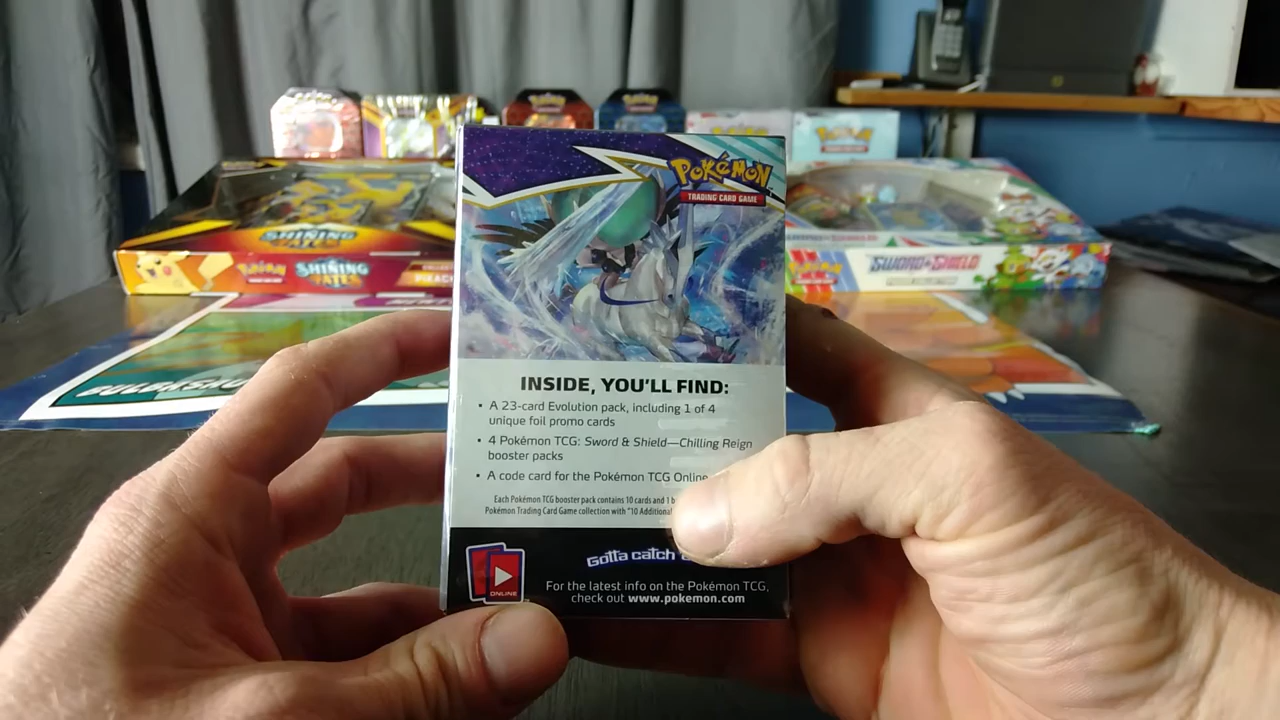 POKÉMON
TRADING CARD GAME
INSIDE, YOU'LL FIND:
• A 23-card Evolution pack, including 1 of 4
unique foil promo cards
• 4 Pokémon TCG: Sword & Shield—Chilling Reign
booster packs
• A code card for the Pokémon TCG Online
Each Pokémon TCG booster pack contains 10 cards and 1
Pokémon Trading Card Game collection with "10 Additional
Gotta catch
ONLINE
For the latest info on the Pokémon TCG,
check out www.pokemon.com
SHINING
FATES
POKÉMON
SHINING
FATES
POKÉMON
SWORD & SHIELD